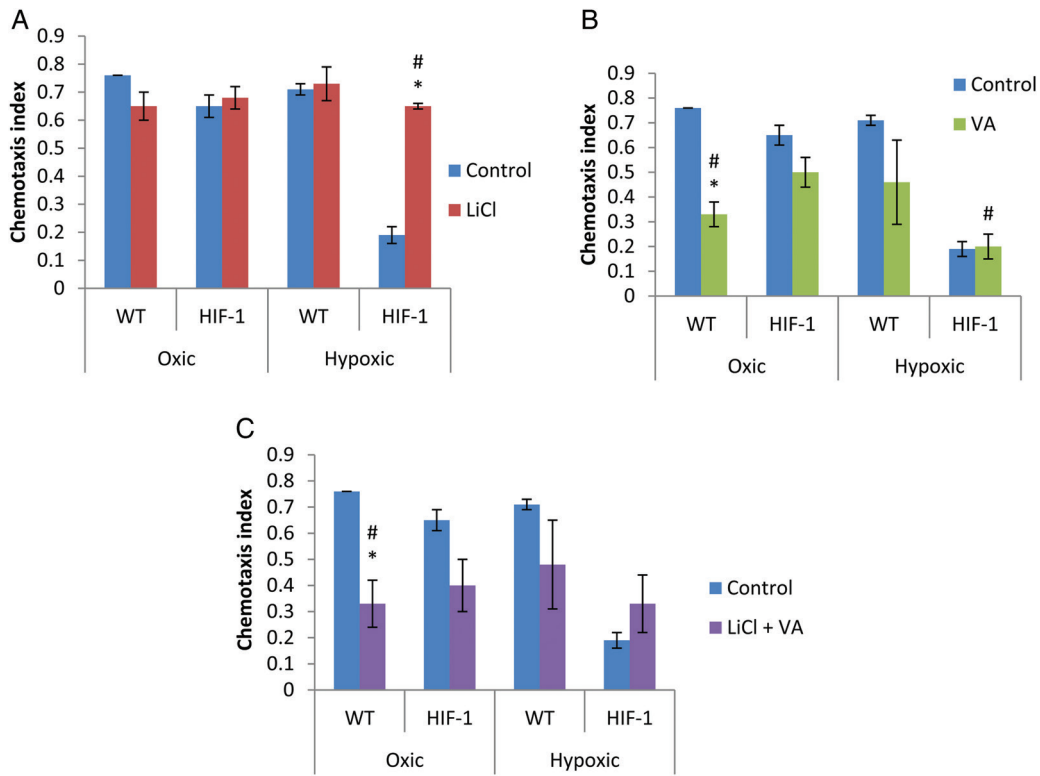 A
Chemotaxis index
0.9
0.8
0.7
0.6
0.5
0.4
0.3
0.2
0.1
0
#
*
Control
LiCl
WT HIF-1 WT HIF-1
Oxic Hypoxic
B
Chemotaxis index
0.9
0.8
0.7
0.6
0.5
0.4
0.3
0.2
0.1
0
#
*
#
Control
VA
WT HIF-1 WT HIF-1
Oxic Hypoxic
C
Chemotaxis index
0.9
0.8
0.7
0.6
0.5
0.4
0.3
0.2
0.1
0
#
*
Control
LiCl + VA
WT HIF-1 WT HIF-1
Oxic Hypoxic